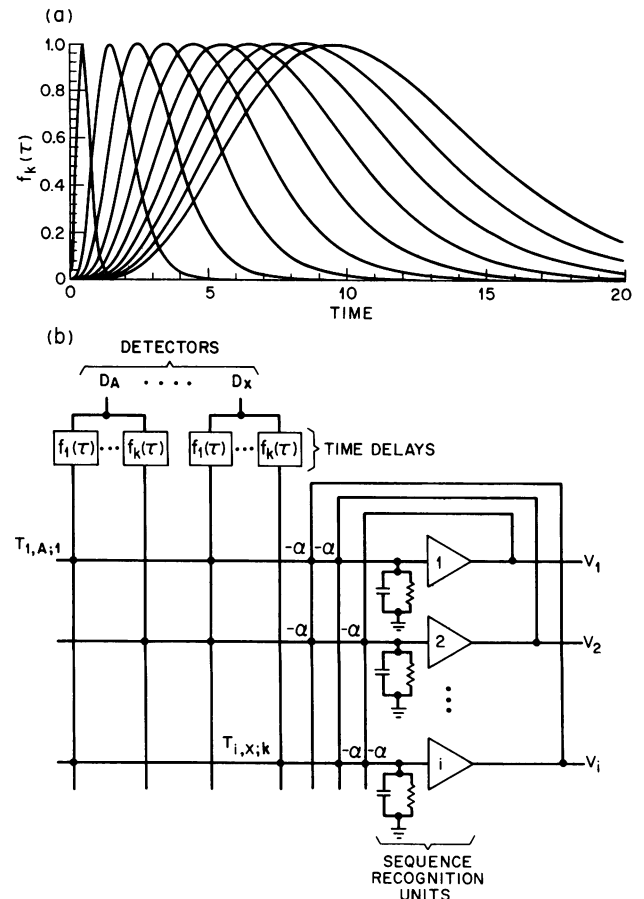 (a)
1.0
0.8
0.6
0.4
0.2
0
fk(τ)
0 5 10 15 20
TIME
(b)
DETECTORS
DA . . . . DX
f1(τ) ... fk(τ) f1(τ) ... fk(τ) TIME DELAYS
T1,A;1 -α -α 1 V1
-α -α 2 V2
Ti,X;k -α -α i Vi
SEQUENCE
RECOGNITION
UNITS